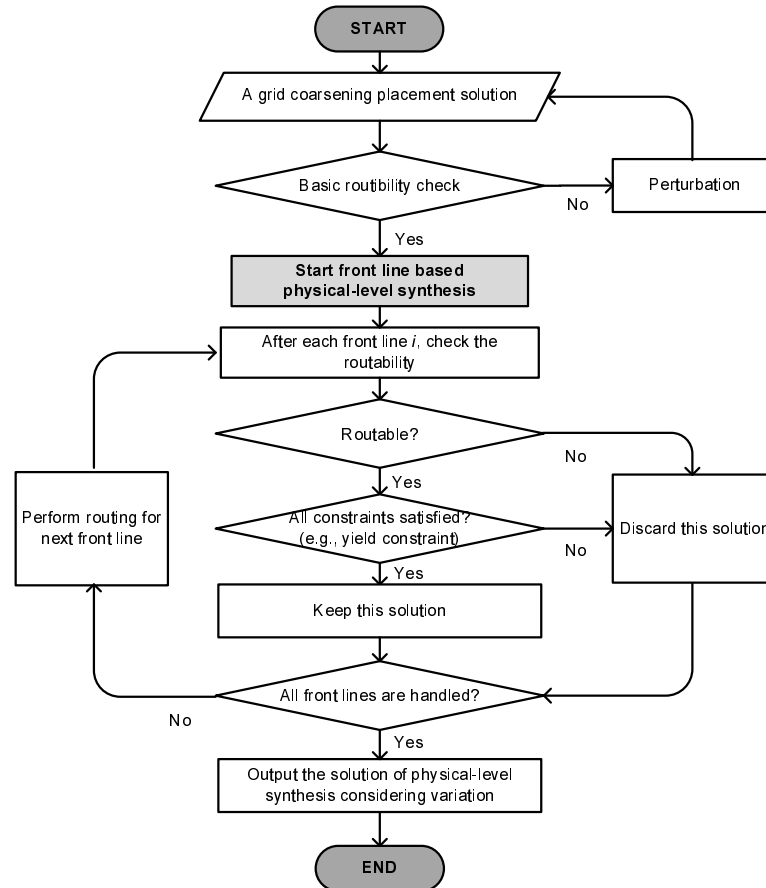 START
A grid coarsening placement solution
Basic routibility check
Perturbation
No
Yes
Start front line based
physical-level synthesis
After each front line i, check the
routability
Routable?
No
Yes
Perform routing for
next front line
All constraints satisfied?
(e.g., yield constraint)
Discard this solution
No
Yes
Keep this solution
All front lines are handled?
No
Yes
Output the solution of physical-level
synthesis considering variation
END